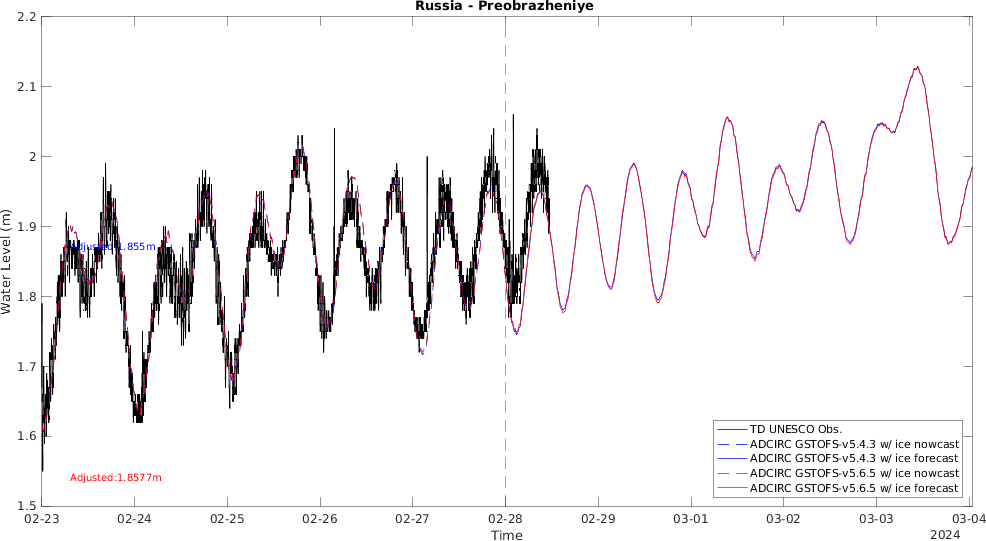 Russia - Preobrazheniye
2.2
2.1
2
1.9
1.8
1.7
1.6
1.5
Water Level (m)
Adjusted:1.855m
Adjusted:1.8577m
TD UNESCO Obs.
ADCIRC GSTOFS-v5.4.3 w/ ice nowcast
ADCIRC GSTOFS-v5.4.3 w/ ice forecast
ADCIRC GSTOFS-v5.6.5 w/ ice nowcast
ADCIRC GSTOFS-v5.6.5 w/ ice forecast
02-23 02-24 02-25 02-26 02-27 02-28 02-29 03-01 03-02 03-03 03-04
Time
2024